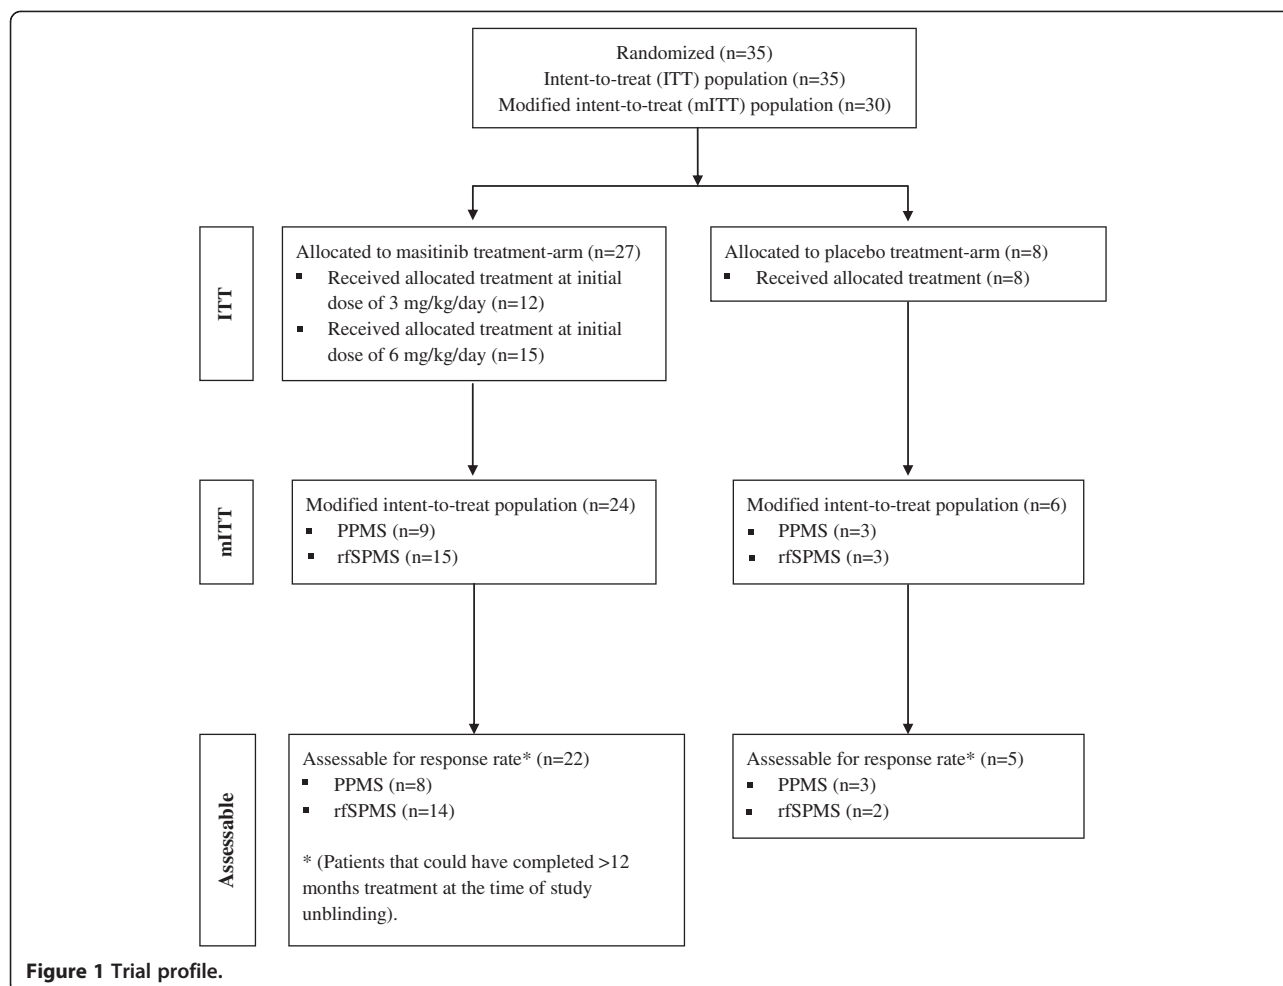 Randomized (n=35)
Intent-to-treat (ITT) population (n=35)
Modified intent-to-treat (mITT) population (n=30)
ITT
Allocated to masitinib treatment-arm (n=27)
▪ Received allocated treatment at initial
dose of 3 mg/kg/day (n=12)
▪ Received allocated treatment at initial
dose of 6 mg/kg/day (n=15)
Allocated to placebo treatment-arm (n=8)
▪ Received allocated treatment (n=8)
mITT
Modified intent-to-treat population (n=24)
▪ PPMS (n=9)
▪ rfSPMS (n=15)
Modified intent-to-treat population (n=6)
▪ PPMS (n=3)
▪ rfSPMS (n=3)
Assessable
Assessable for response rate* (n=22)
▪ PPMS (n=8)
▪ rfSPMS (n=14)
* (Patients that could have completed >12
months treatment at the time of study
unblinding).
Assessable for response rate* (n=5)
▪ PPMS (n=3)
▪ rfSPMS (n=2)
Figure 1 Trial profile.